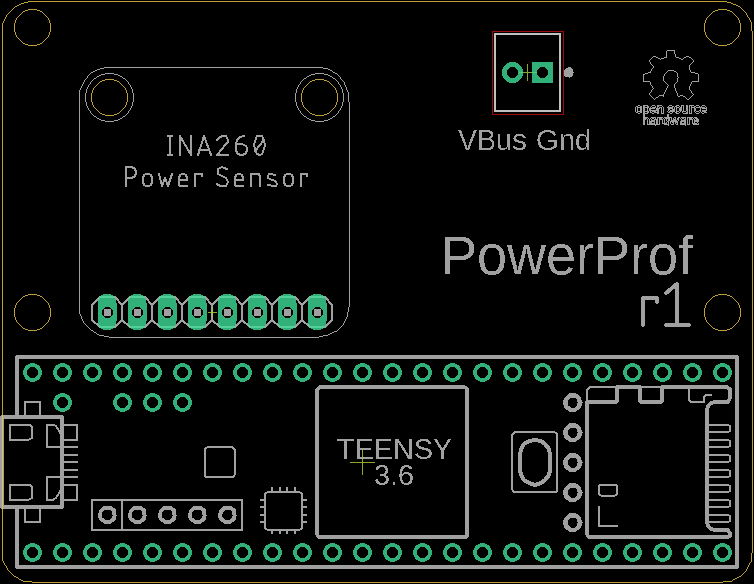 INA260
Power Sensor
VBus Gnd
open source
hardware
PowerProf
r1
TEENSY
3.6